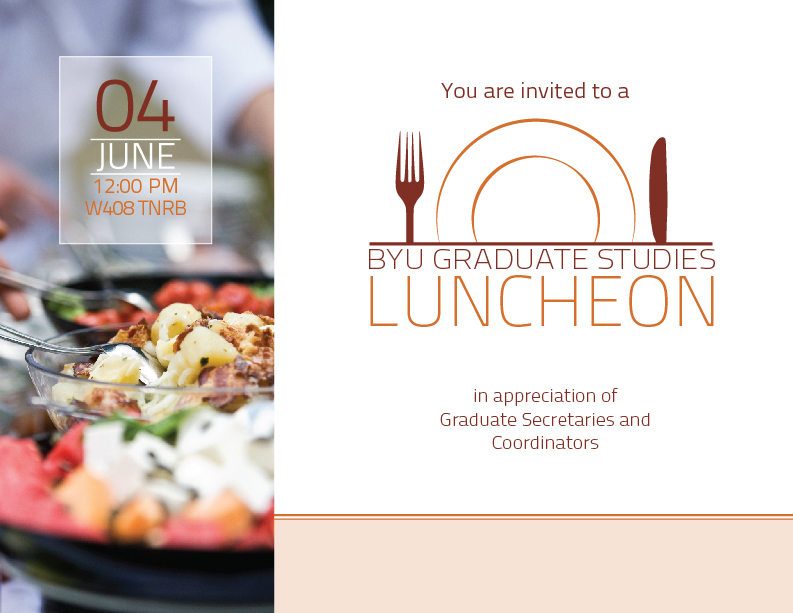 04
JUNE
12:00 PM
W408 TNRB
You are invited to a
BYU GRADUATE STUDIES
LUNCHEON
in appreciation of
Graduate Secretaries and
Coordinators